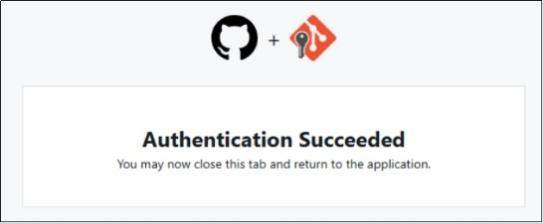 +
Authentication Succeeded
You may now close this tab and return to the application.